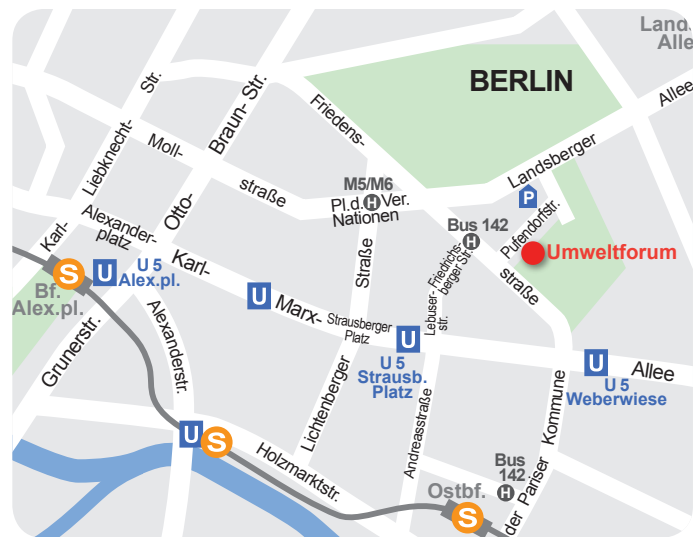 Land.
Alle
BERLIN
Str.
Braun- Str.
Friedens-
Allee
Liebknecht-
Moll-
Landsberger
straße
M5/M6
H
Pl.d. Ver.
Nationen
P
Pufendorfstr.
Otto-
Alexander-
platz
Karl-
Bus 142
H
Friedrichs-
berger Str.
Umweltforum
straße
Karl-
S
U
U 5
Alex.pl.
Bf.
Alex.pl.
Straße
Lebuser-
str.
U
Marx-
Strausberger
Platz
U
U 5
Strausb.
Platz
U
Allee
U 5
Weberwiese
Grunerstr.
Alexanderstr.
Lichtenberger
Andreasstraße
Kommune
U
S
Holzmarktstr.
Bus
142
H
Ostbf.
S
der Pariser